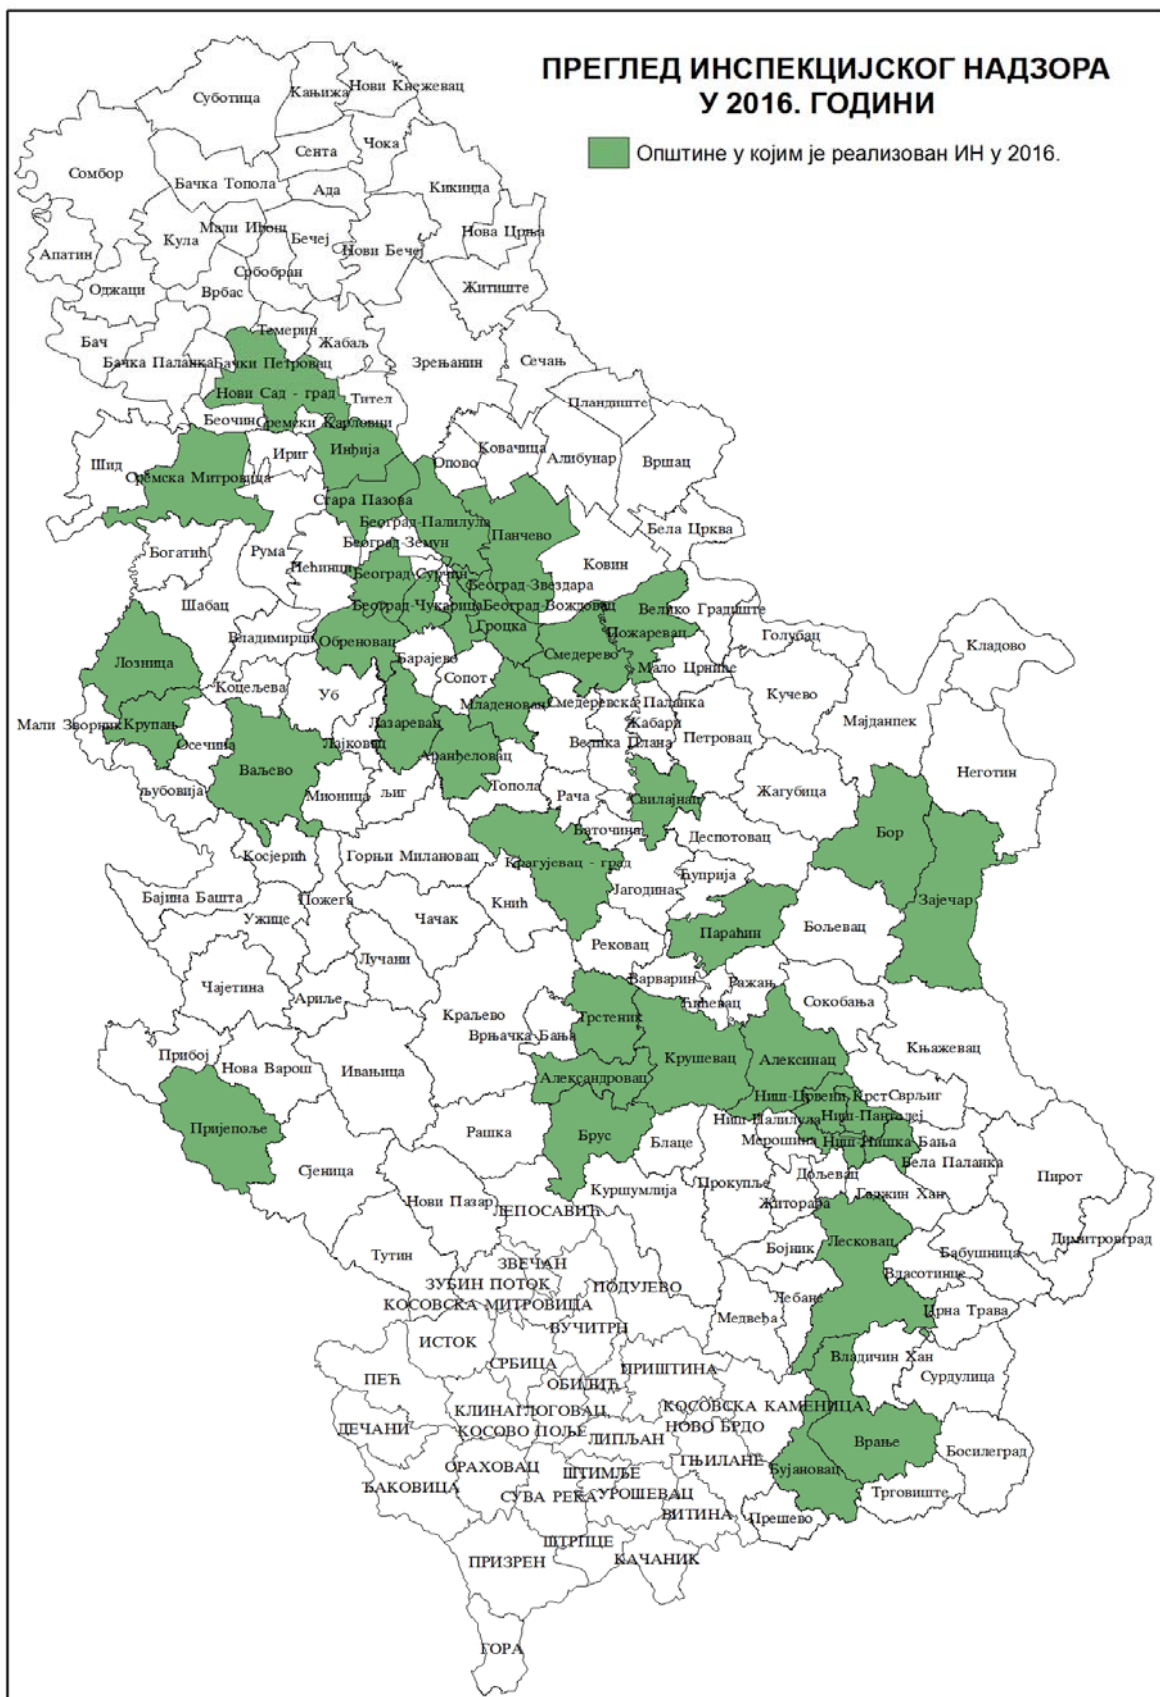 ПРЕГЛЕД ИНСПЕКЦИЈСКОГ НАДЗОРА
У 2016. ГОДИНИ
Општине у којим је реализован ИН у 2016.
Суботица
Кањижа
Нови Кнежевац
Сента
Чока
Сомбор
Бачка Топола
Ада
Кикинда
Мали Иђош
Кула
Бечеј
Нови Бечеј
Нова Црња
Апатин
Србобран
Оџаци
Врбас
Житиште
Темерин
Бач
Жабаљ
Бачка Паланка
Бачки Петровац
Зрењанин
Сечањ
Нови Сад - град
Тител
Пландиште
Беочин
Сремски Карловци
Шид
Ириг
Инђија
Ковачица
Опово
Алибунар
Вршац
Сремска Митровица
Стара Пазова
Београд-Палилула
Панчево
Бела Црква
Београд-Земун
Богатић
Рума
Пећинци
Београд-Сурчин
Београд-Звездара
Ковин
Шабац
Београд-Чукарица
Београд-Вождовац
Велико Градиште
Гроцка
Пожаревац
Голубац
Кладово
Владимирци
Обреновац
Лозница
Барајево
Смедерево
Мало Црниће
Сопот
Коцељева
Уб
Кучево
Младеновац
Смедеревска Паланка
Мали Зворник
Крупањ
Лазаревац
Жабари
Мајданпек
Осечина
Лајковац
Велика Плана
Петровац
Аранђеловац
Ваљево
Неготин
Љубовија
Мионица
Љиг
Топола
Рача
Свилајнац
Жагубица
Баточина
Деспотовац
Бор
Косјерић
Горњи Милановац
Крагујевац - град
Ћуприја
Бајина Башта
Пожега
Кнић
Јагодина
Зајечар
Ужице
Чачак
Параћин
Бољевац
Рековац
Лучани
Варварин
Ражањ
Чајетина
Ариље
Сокобања
Краљево
Трстеник
Ћићевац
Врњачка Бања
Књажевац
Прибој
Нова Варош
Ивањица
Крушевац
Алексинац
Александровац
Ниш-Црвени Крст
Сврљиг
Ниш-Палилула
Ниш-Пантелеј
Пријепоље
Рашка
Брус
Блаце
Мерошина
Ниш-Нишка Бања
Бела Паланка
Сјеница
Дољевац
Пирот
Куршумлија
Прокупље
Нови Пазар
Житорађа
Гаџин Хан
ЛЕПОСАВИЋ
Лесковац
Димитровград
Тутин
Бојник
Бабушница
ЗВЕЧАН
Власотинце
ЗУБИН ПОТОК
ПОДУЈЕВО
Лебане
КОСОВСКА МИТРОВИЦА
Црна Трава
Медвеђа
ВУЧИТРН
ИСТОК
СРБИЦА
ПРИШТИНА
Владичин Хан
ПЕЋ
Сурдулица
ОБИЛИЋ
КЛИНА
ГЛОГОВАЦ
КОСОВСКА КАМЕНИЦА
ДЕЧАНИ
КОСОВО ПОЉЕ
НОВО БРДО
ЛИПЉАН
Врање
Босилеград
ГЊИЛАНЕ
ОРАХОВАЦ
ШТИМЉЕ
Бујановац
ЂАКОВИЦА
СУВА РЕКА
УРОШЕВАЦ
Трговиште
ВИТИНА
Прешево
ШТРПЦЕ
ПРИЗРЕН
КАЧАНИК
ГОРА